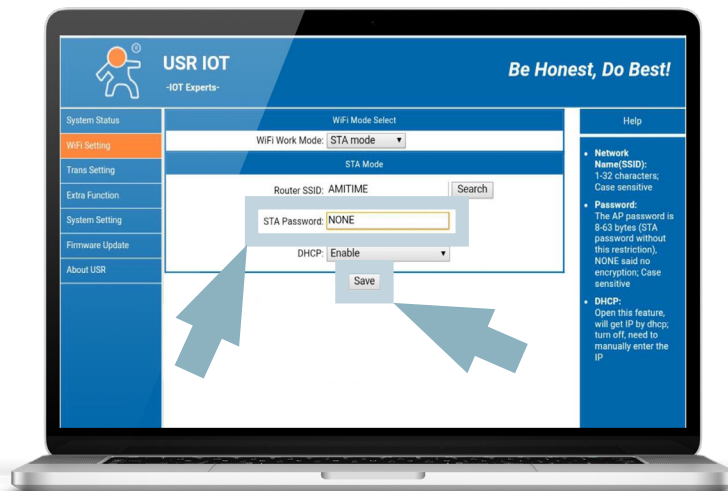 ®
USR IOT
-IOT Experts-
Be Honest, Do Best!
System Status
WiFi Setting
Trans Setting
Extra Function
System Setting
Firmware Update
About USR
WiFi Mode Select
WiFi Work Mode: STA mode
STA Mode
Router SSID: AMITIME Search
STA Password: NONE
DHCP: Enable
Save
Help
• Network
Name(SSID):
1-32 characters;
Case sensitive
• Password:
The AP password is
8-63 bytes (STA
password without
this restriction),
NONE said no
encryption; Case
sensitive
• DHCP:
Open this feature,
will get IP by dhcp;
turn off, need to
manually enter the
IP